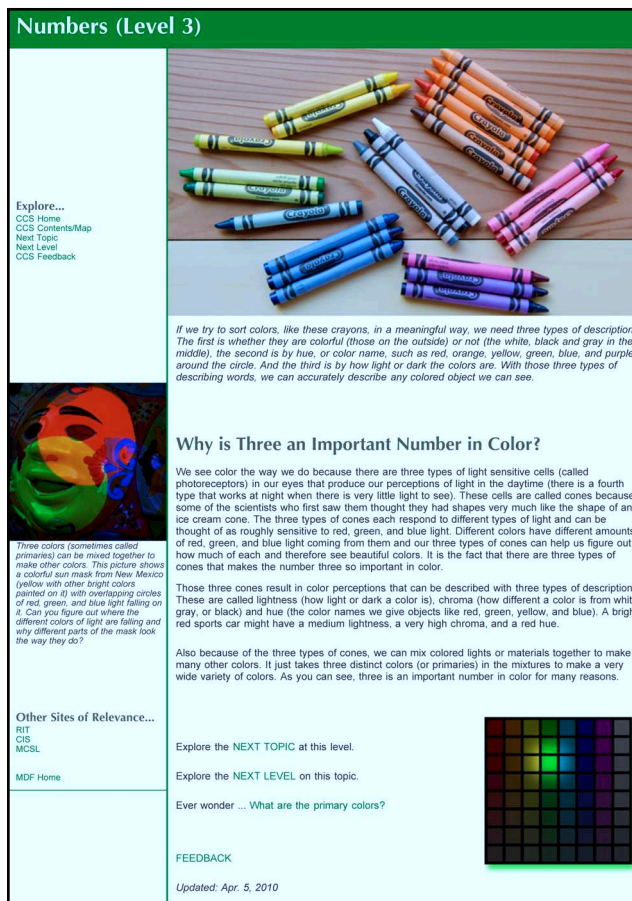 Numbers (Level 3)
Explore...
CCS Home
CCS Contents/Map
Next Topic
Next Level
CCS Feedback
Crayola
Crayola
Crayola
Crayola
Crayola
Crayola
Crayola
Crayola
If we try to sort colors, like these crayons, in a meaningful way, we need three types of description
The first is whether they are colorful (those on the outside) or not (the white, black and gray in the
middle), the second is by hue, or color name, such as red, orange, yellow, green, blue, and purple
around the circle. And the third is by how light or dark the colors are. With those three types of
describing words, we can accurately describe any colored object we can see.
Three colors (sometimes called
primaries) can be mixed together to
make other colors. This picture shows
a colorful sun mask from New Mexico
(yellow with other bright colors
painted on it) with overlapping circles
of red, green, and blue light falling on
it. Can you figure out where the
different colors of light are falling and
why different parts of the mask look
the way they do?
Why is Three an Important Number in Color?
We see color the way we do because there are three types of light sensitive cells (called
photoreceptors) in our eyes that produce our perceptions of light in the daytime (there is a fourth
type that works at night when there is very little light to see). These cells are called cones because
some of the scientists who first saw them thought they had shapes very much like the shape of an
ice cream cone. The three types of cones each respond to different types of light and can be
thought of as roughly sensitive to red, green, and blue light. Different colors have different amounts
of red, green, and blue light coming from them and our three types of cones can help us figure out
how much of each and therefore see beautiful colors. It is the fact that there are three types of
cones that makes the number three so important in color.
Those three cones result in color perceptions that can be described with three types of description
These are called lightness (how light or dark a color is), chroma (how different a color is from whit
gray, or black) and hue (the color names we give objects like red, green, yellow, and blue). A brigh
red sports car might have a medium lightness, a very high chroma, and a red hue.
Also because of the three types of cones, we can mix colored lights or materials together to make
many other colors. It just takes three distinct colors (or primaries) in the mixtures to make a very
wide variety of colors. As you can see, three is an important number in color for many reasons.
Other Sites of Relevance...
RIT
CIS
MCSL
MDF Home
Explore the NEXT TOPIC at this level.
Explore the NEXT LEVEL on this topic.
Ever wonder ... What are the primary colors?
FEEDBACK
Updated: Apr. 5, 2010